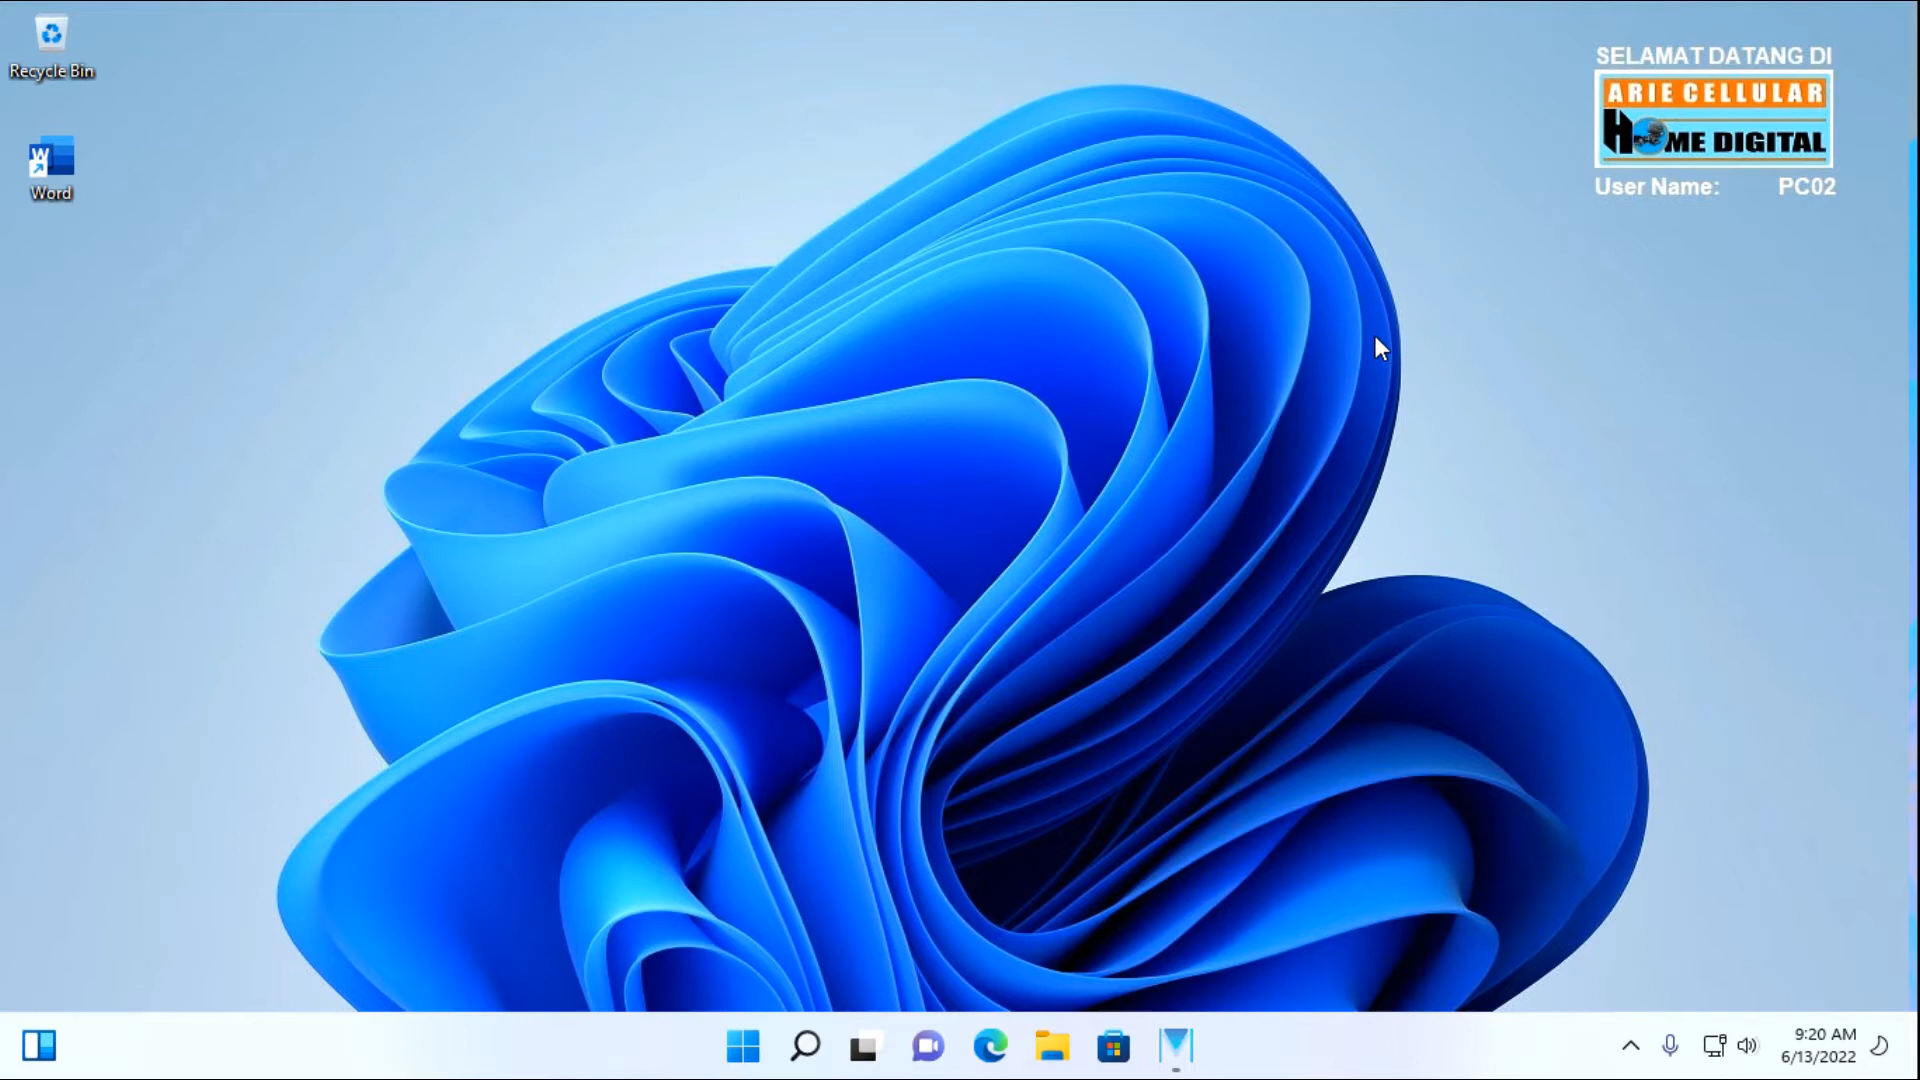 Recycle Bin
Word
SELAMAT DATANG DI
ARIE CELLULAR
HOME DIGITAL
User Name: PC02
9:20 AM
6/13/2022